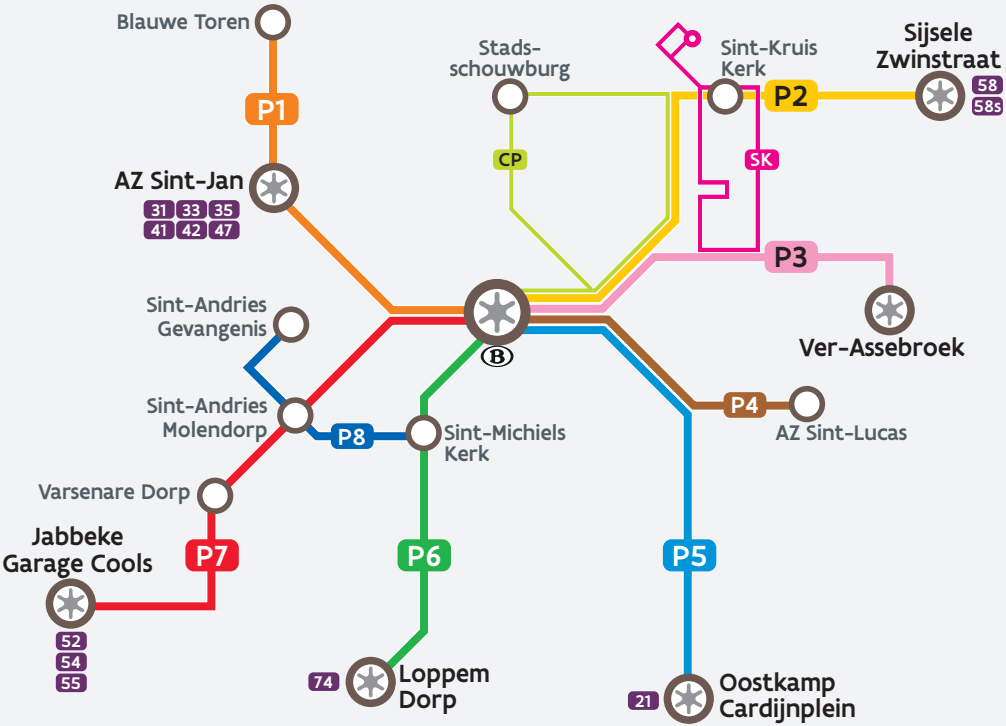 Blauwe Toren
P1
AZ Sint-Jan
31 33 35
41 42 47
Stads-
schouwburg
CP
Sint-Kruis
Kerk
P2
Sijsele
Zwinstraat
58
58s
SK
P3
Ver-Assebroek
B
Sint-Andries
Gevangenis
Sint-Andries
Molendorp
P8
Sint-Michiels
Kerk
P4
AZ Sint-Lucas
Varsenare Dorp
Jabbeke
Garage Cools
P7
52
54
55
P6
P5
74
Loppem
Dorp
21
Oostkamp
Cardijnplein